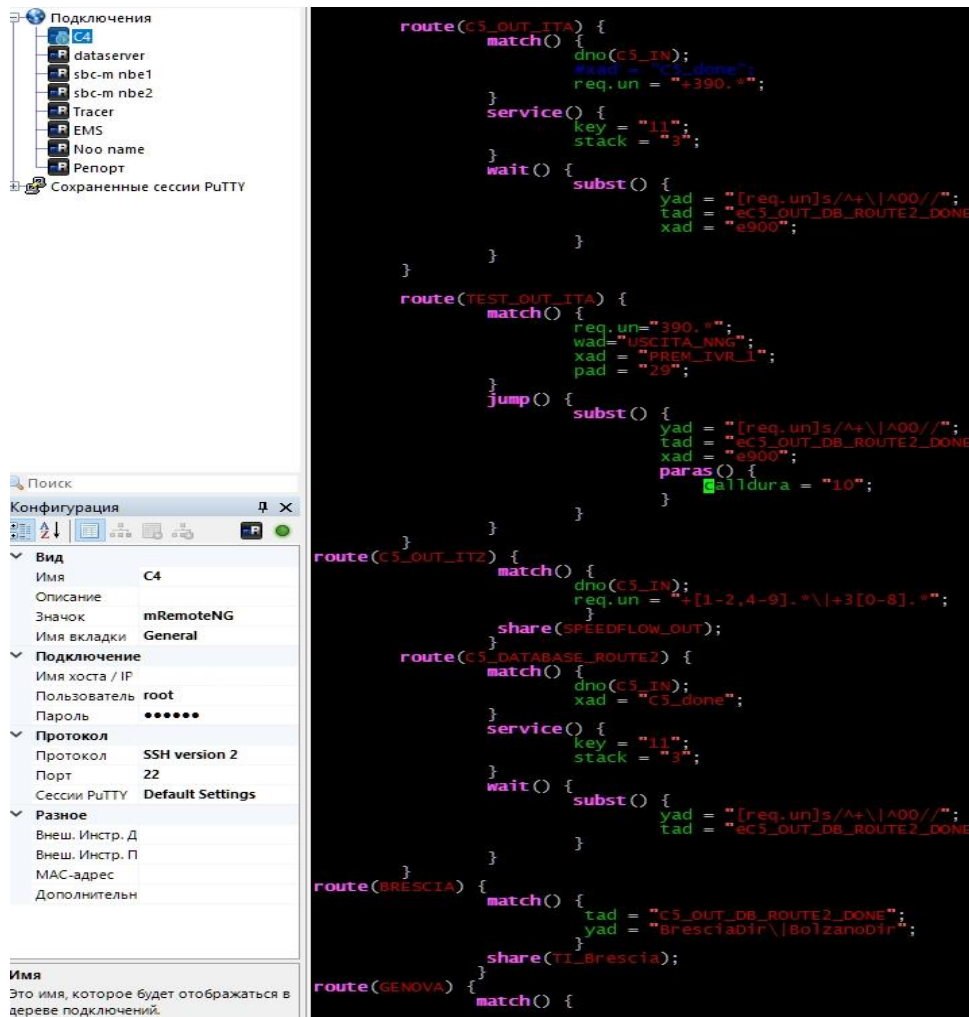 Подключения
C4
dataserver
sbc-m nbe1
sbc-m nbe2
Tracer
EMS
Noo name
Репорт
Сохраненные сессии PuTTY
Поиск
Конфигурация
Вид
Имя C4
Описание
Значок mRemoteNG
Имя вкладки General
Подключение
Имя хоста / IP
Пользователь root
Пароль ●●●●●●
Протокол
Протокол SSH version 2
Порт 22
Сессии PuTTY Default Settings
Разное
Внеш. Инстр. Д
Внеш. Инстр. П
MAC-адрес
Дополнительн
Имя
Это имя, которое будет отображаться в
дереве подключений.
route(C5_OUT_ITA) {
match() {
dno(C5_IN);
#xad = "C5_done";
req.un = "+390.*";
}
service() {
key = "11";
stack = "3";
}
wait() {
subst() {
yad = "[req.un]s/^+\|^00//";
tad = "eC5_OUT_DB_ROUTE2_DONE
xad = "e900";
}
}
}
route(TEST_OUT_ITA) {
match() {
req.un="390.*";
wad="USCITA_NNG";
xad = "PREM_IVR_1";
pad = "29";
}
jump() {
subst() {
yad = "[req.un]s/^+\|^00//";
tad = "eC5_OUT_DB_ROUTE2_DONE
xad = "e900";
paras() {
calldura = "10";
}
}
}
}
route(C5_OUT_ITZ) {
match() {
dno(C5_IN);
req.un = "+[1-2,4-9].*\|+3[0-8].*";
}
share(SPEEDFLOW_OUT);
}
route(C5_DATABASE_ROUTE2) {
match() {
dno(C5_IN);
xad = "C5_done";
}
service() {
key = "11";
stack = "3";
}
wait() {
subst() {
yad = "[req.un]s/^+\|^00//";
tad = "eC5_OUT_DB_ROUTE2_DONE
}
}
}
route(BRESCIA) {
match() {
tad = "C5_OUT_DB_ROUTE2_DONE";
yad = "BresciaDir\|BolzanoDir";
}
share(TI_Brescia);
}
route(GENOVA) {
match() {